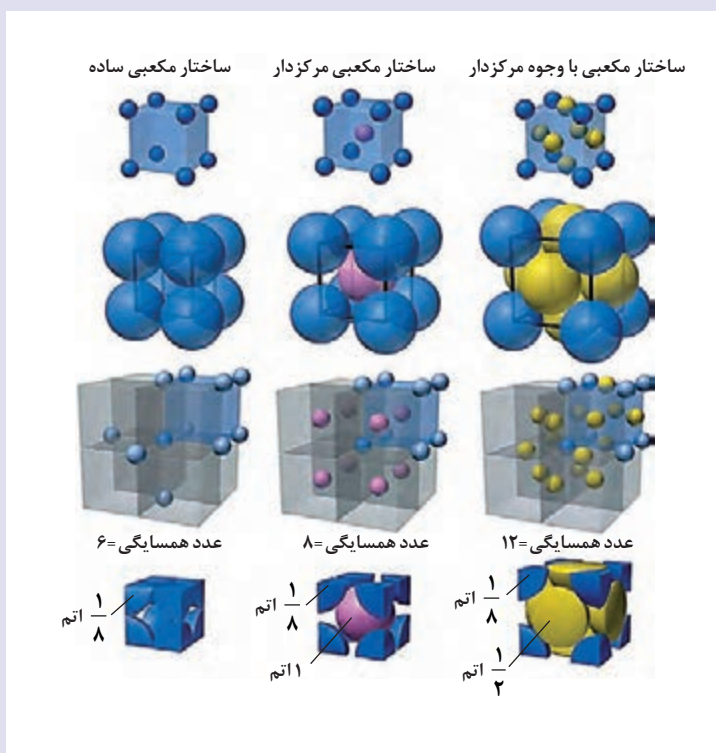 ساختار مکعبی با وجوه مرکزدار
ساختار مکعبی مرکزدار
ساختار مکعبی ساده
عدد همسایگی =۱۲
عدد همسایگی =۸
عدد همسایگی =۶
۱/۸ اتم
۱/۲ اتم
۱/۸ اتم
۱ اتم
۱/۸ اتم